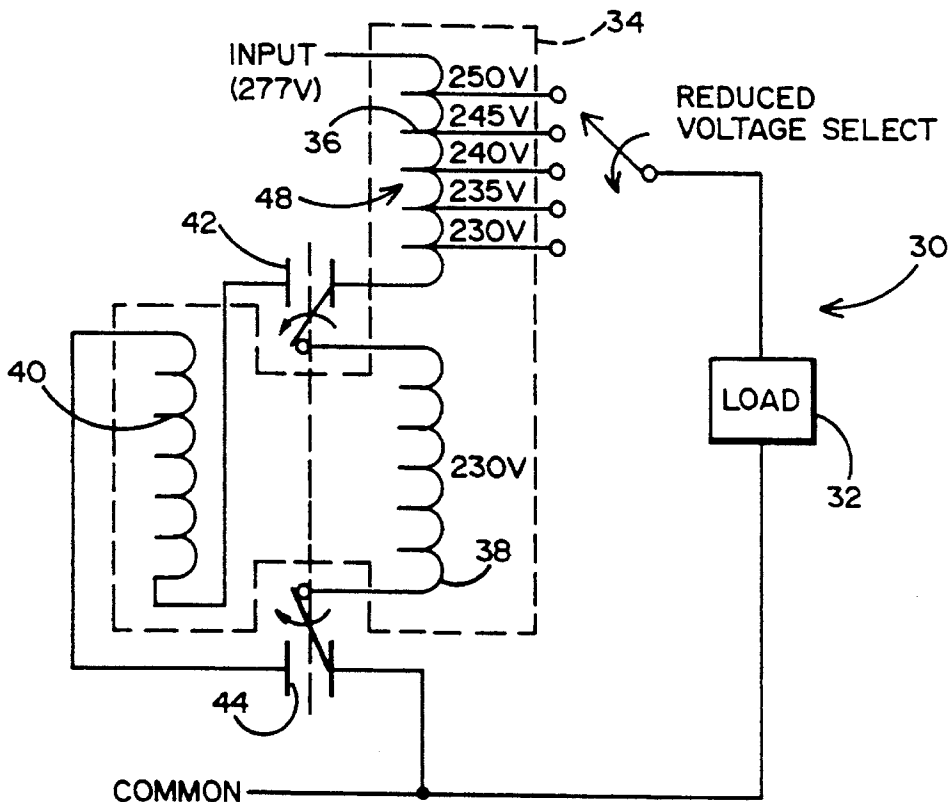 34
INPUT
(277V)
250V
245V
240V
235V
230V
REDUCED
VOLTAGE SELECT
36
48
42
30
40
LOAD
230V
32
38
44
COMMON